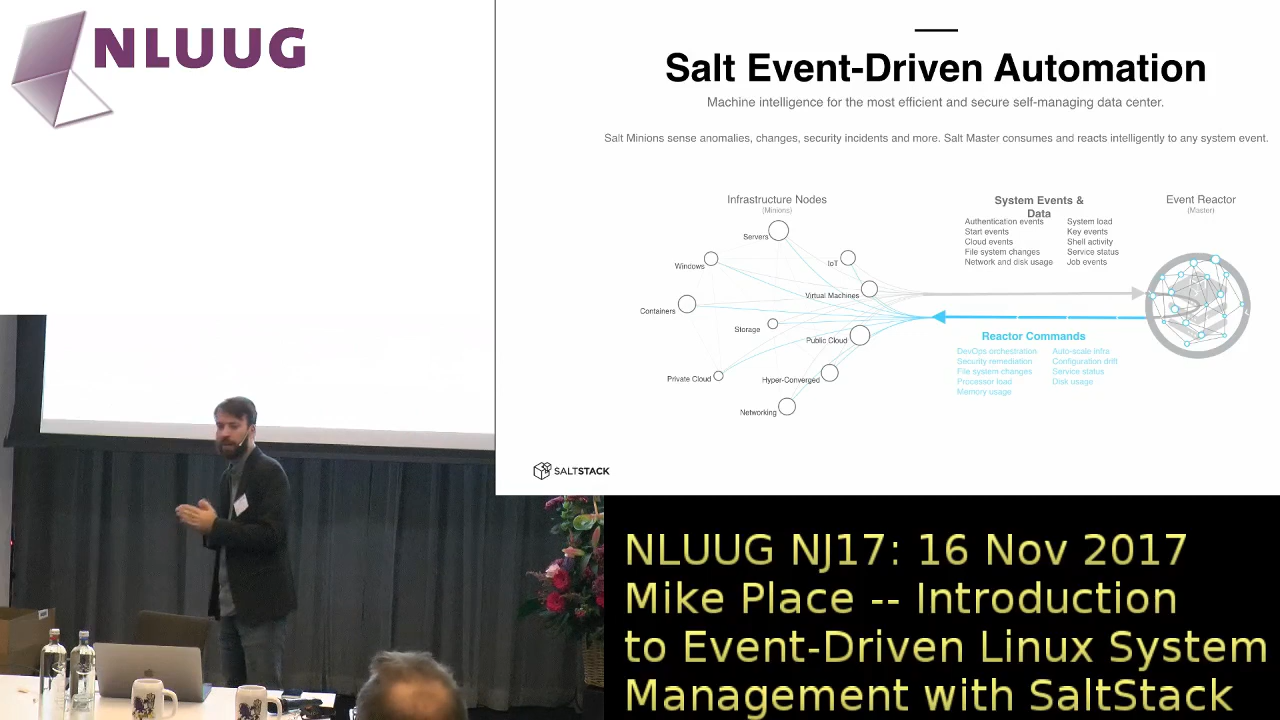 NLUUG
Salt Event-Driven Automation
Machine intelligence for the most efficient and secure self-managing data center.
Salt Minions sense anomalies, changes, security incidents and more. Salt Master consumes and reacts intelligently to any system event.
Infrastructure Nodes
(Minions)
Servers
Windows
IoT
Virtual Machines
Containers
Storage
Public Cloud
Private Cloud
Hyper-Converged
Networking
System Events &
Data
Authentication events
Start events
Cloud events
File system changes
Network and disk usage
System load
Key events
Shell activity
Service status
Job events
Event Reactor
(Master)
Reactor Commands
DevOps orchestration
Security remediation
File system changes
Processor load
Memory usage
Auto-scale infra
Configuration drift
Service status
Disk usage
SALTSTACK
NLUUG NJ17: 16 Nov 2017
Mike Place -- Introduction
to Event-Driven Linux System
Management with SaltStack